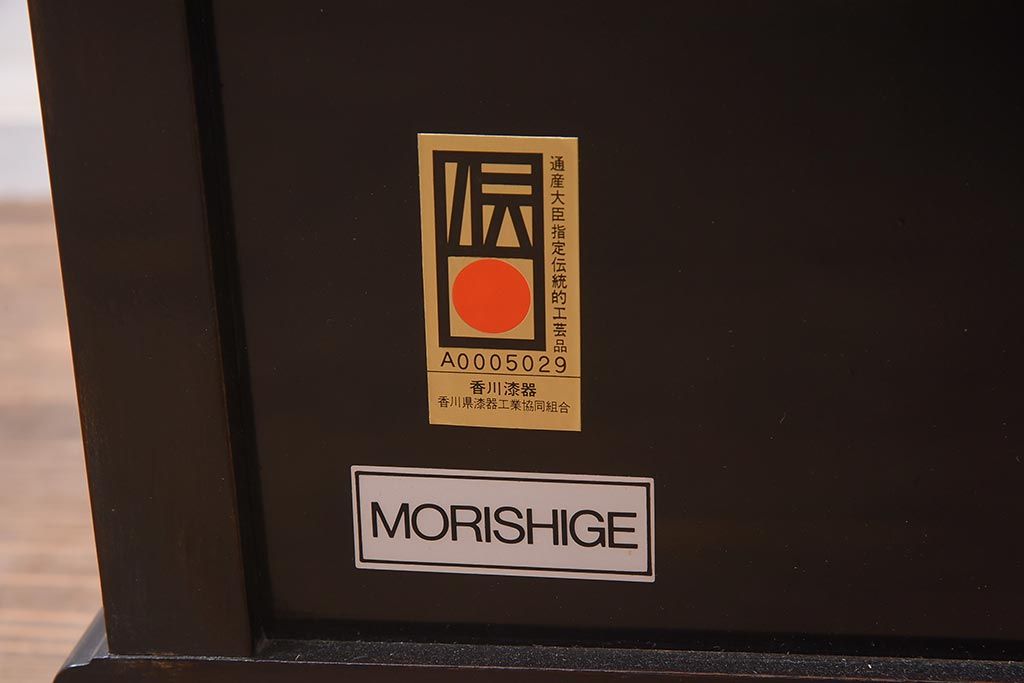 伝
通産大臣指定伝統的工芸品
A0005029
香川漆器
香川県漆器工業協同組合
MORISHIGE